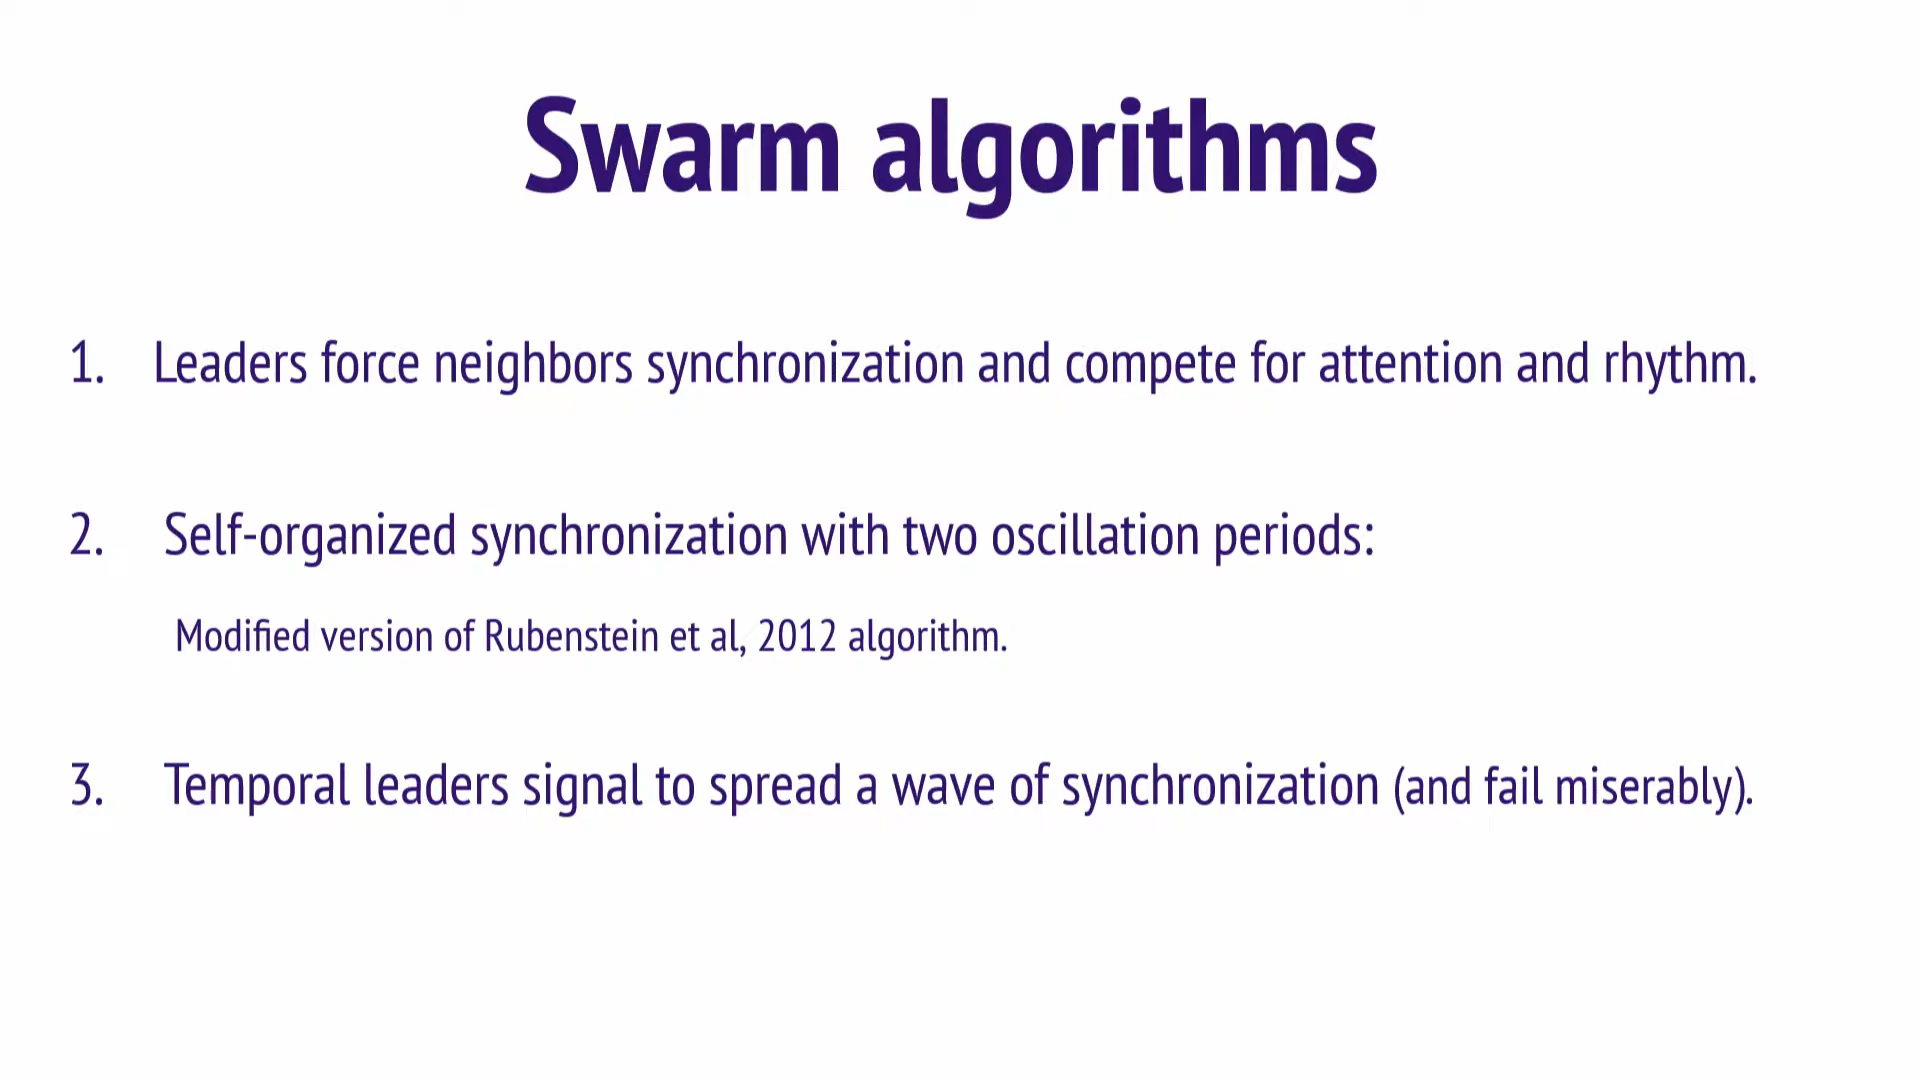 Swarm algorithms
1. Leaders force neighbors synchronization and compete for attention and rhythm.
2. Self-organized synchronization with two oscillation periods:
Modified version of Rubenstein et al, 2012 algorithm.
3. Temporal leaders signal to spread a wave of synchronization (and fail miserably).